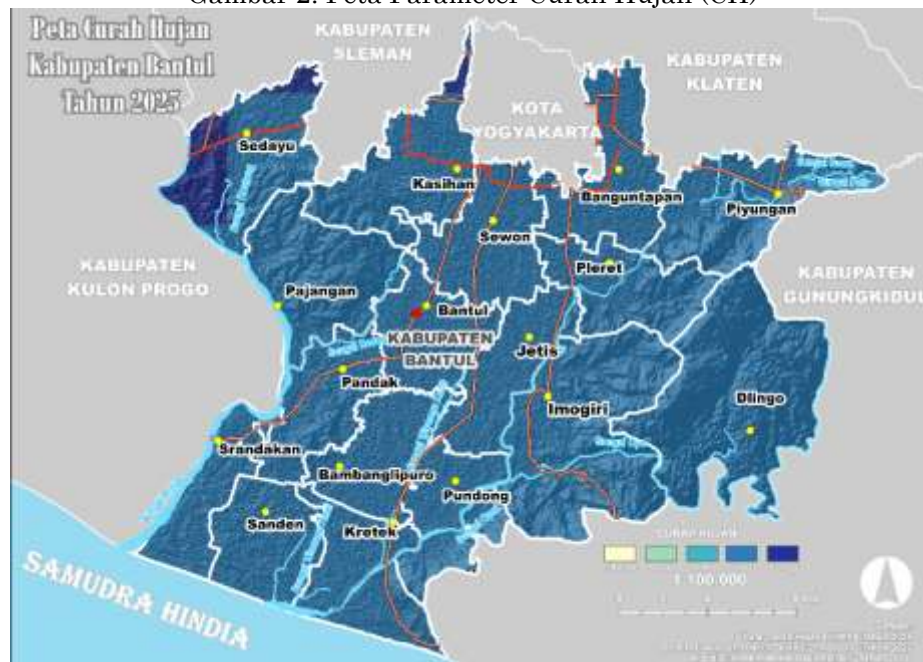 Gambar 2. Peta Parameter Curah Hujan (CH)
Peta Curah Hujan
Kabupaten Bantul
Tahun 2025
KABUPATEN
SLEMAN
KABUPATEN
KLATEN
KOTA
YOGYAKARTA
Sedayu
Kasihan
Banguntapan
Piyungan
Sewon
Pleret
KABUPATEN
KULON PROGO
KABUPATEN
GUNUNGKIDUL
Pajangan
Bantul
KABUPATEN
BANTUL
Jetis
Pandak
Imogiri
Dlingo
Srandakan
Bambanglipuro
Pundong
Sanden
Kretek
CURAH HUJAN
1:100.000
SAMUDRA HINDIA